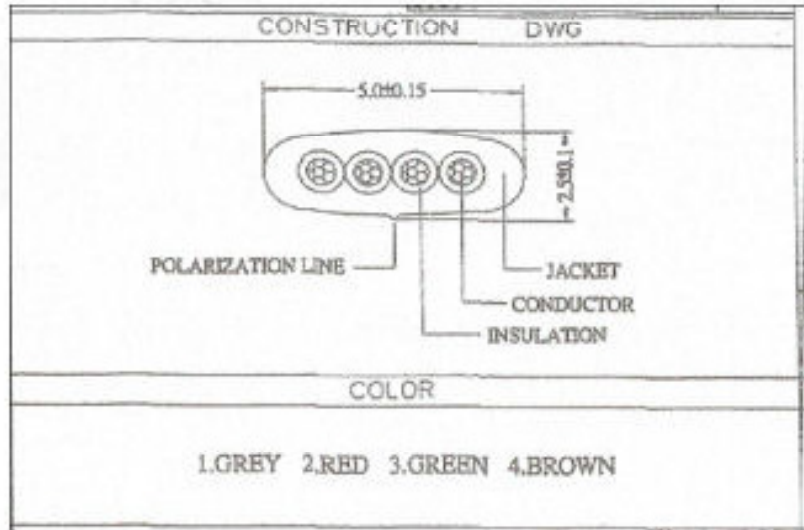 CONSTRUCTION DWG
5.0±0.15
2.5±0.1
POLARIZATION LINE
JACKET
CONDUCTOR
INSULATION
COLOR
1.GREY 2.RED 3.GREEN 4.BROWN